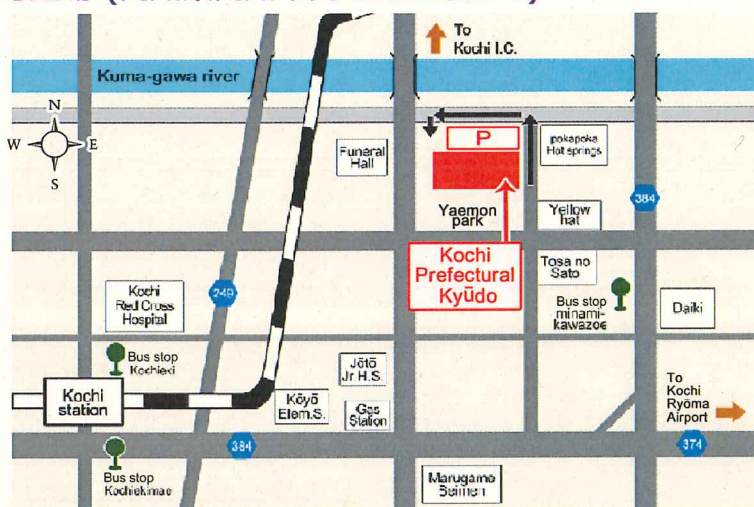 To
Kochi I.C.
Kuma-gawa river
N
W
E
S
Funeral
Hall
P
pokapoka
Hot springs
Yaemon
park
Yellow
hat
384
Kochi
Prefectural
Kyūdo
Tosa no
Sato
Bus stop
minami-
kawazoe
Daiki
Kochi
Red Cross
Hospital
249
Bus stop
Kochieki
Jōtō
Jr H.S.
Kochi
station
Kōyō
Elem.S.
Gas
Station
To
Kochi
Ryōma
Airport
384
374
Bus stop
Kochiekimae
Marugame
Seimen